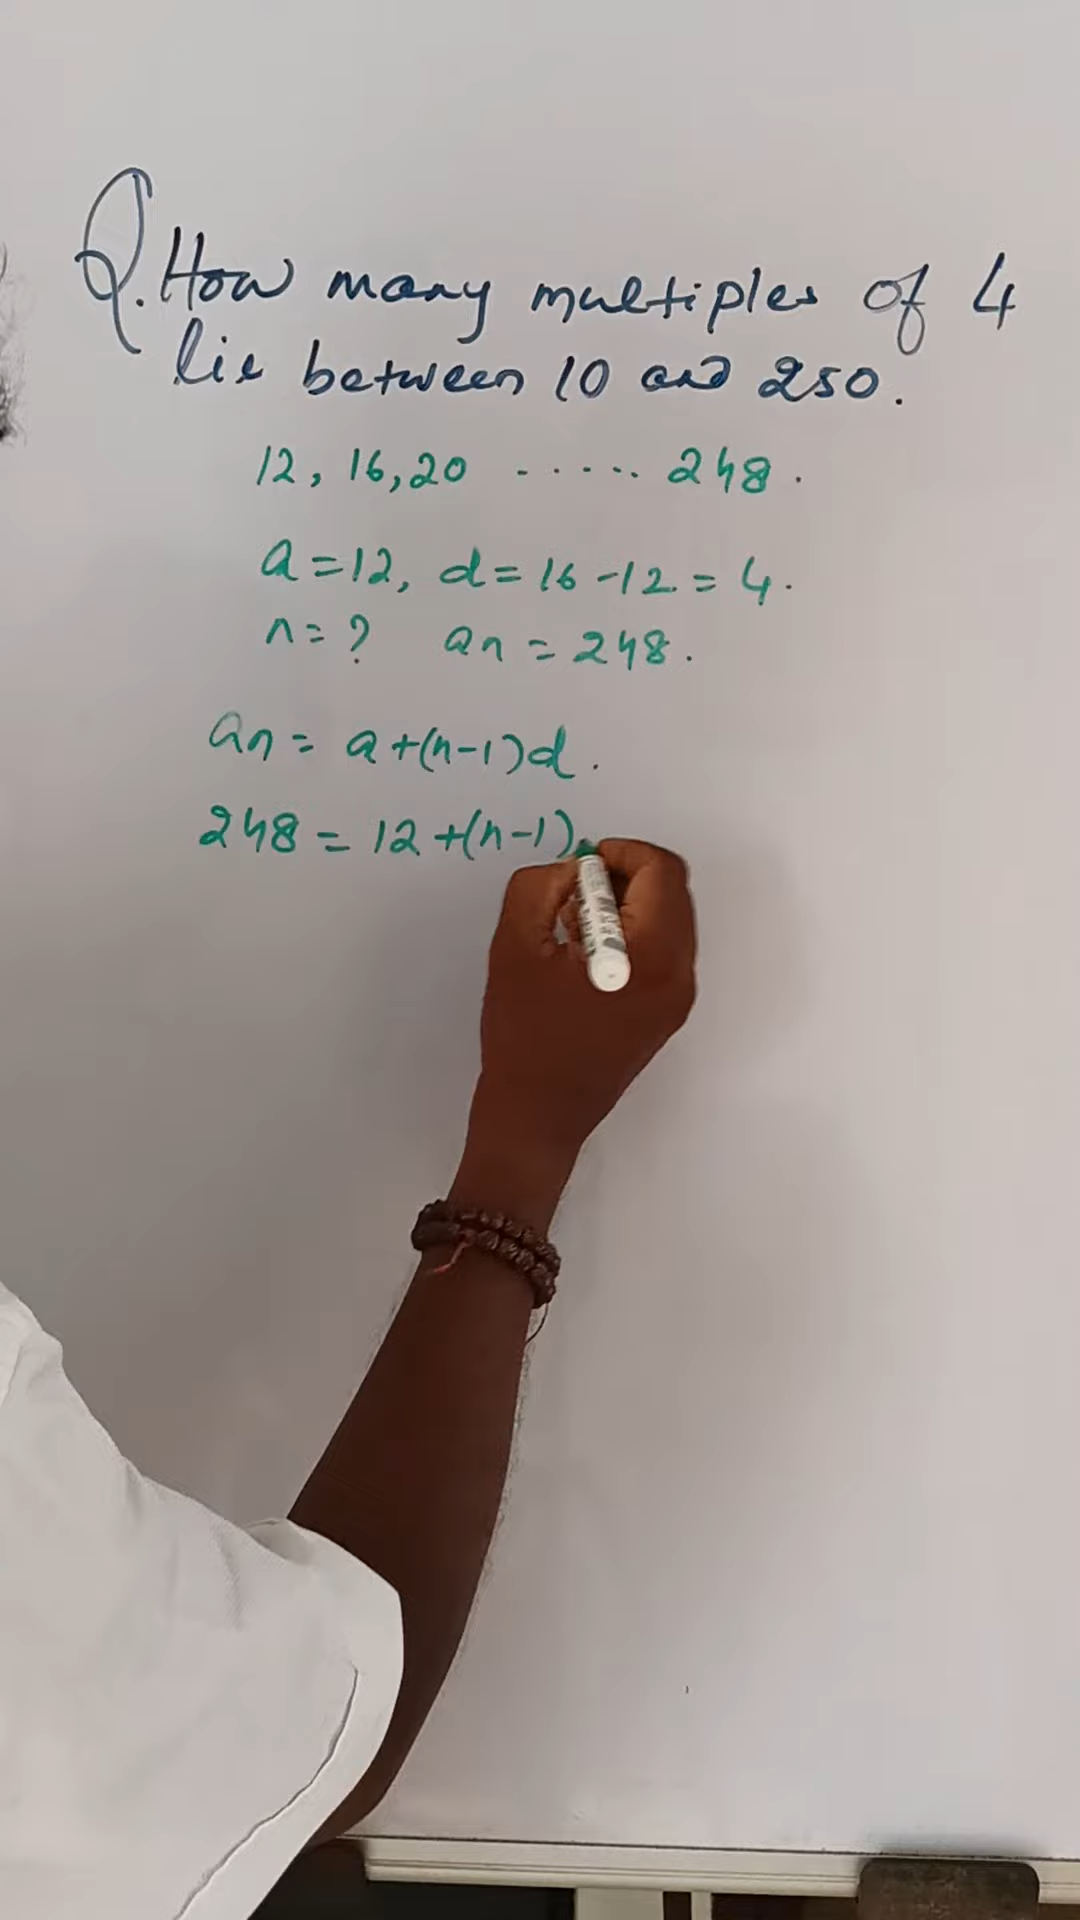 Q. How many multiples of 4
lie between 10 and 250.
12, 16, 20 ..... 248.
a = 12, d = 16 - 12 = 4.
n = ? an = 248.
an = a + (n-1)d.
248 = 12 + (n-1)